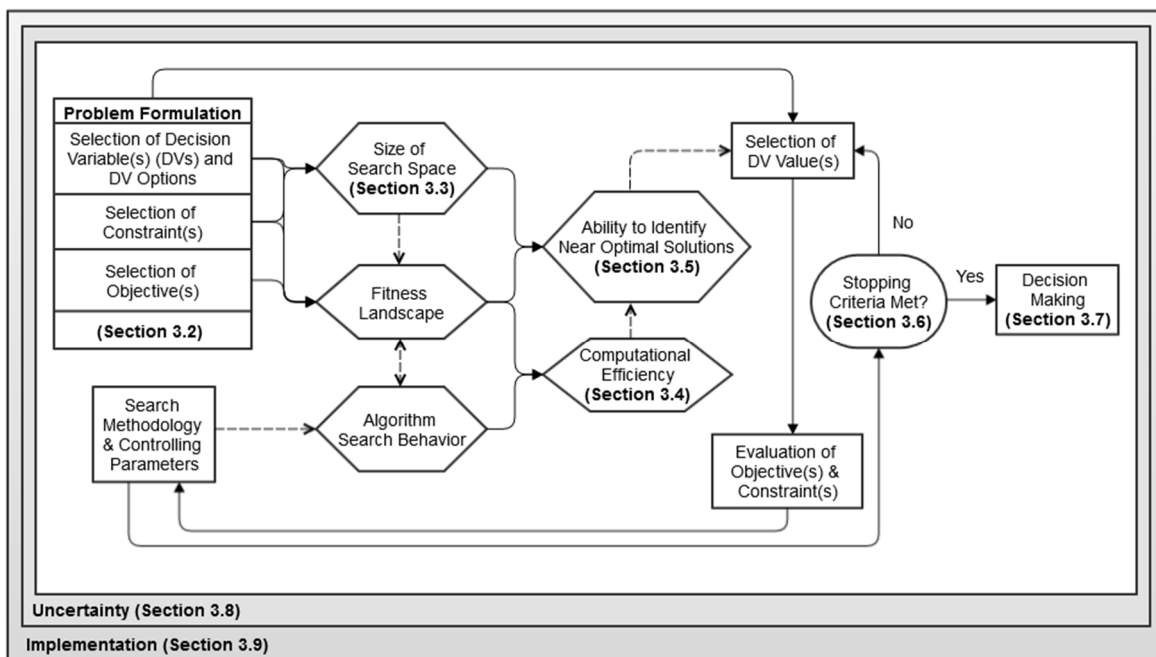 Problem Formulation
Selection of Decision
Variable(s) (DVs) and
DV Options
Selection of
Constraint(s)
Selection of
Objective(s)
(Section 3.2)
Search
Methodology
& Controlling
Parameters
Size of
Search Space
(Section 3.3)
Fitness
Landscape
Algorithm
Search Behavior
Ability to Identify
Near Optimal Solutions
(Section 3.5)
Computational
Efficiency
(Section 3.4)
Selection of
DV Value(s)
Evaluation of
Objective(s) &
Constraint(s)
No
Stopping
Criteria Met?
(Section 3.6)
Yes
Decision
Making
(Section 3.7)
Uncertainty (Section 3.8)
Implementation (Section 3.9)